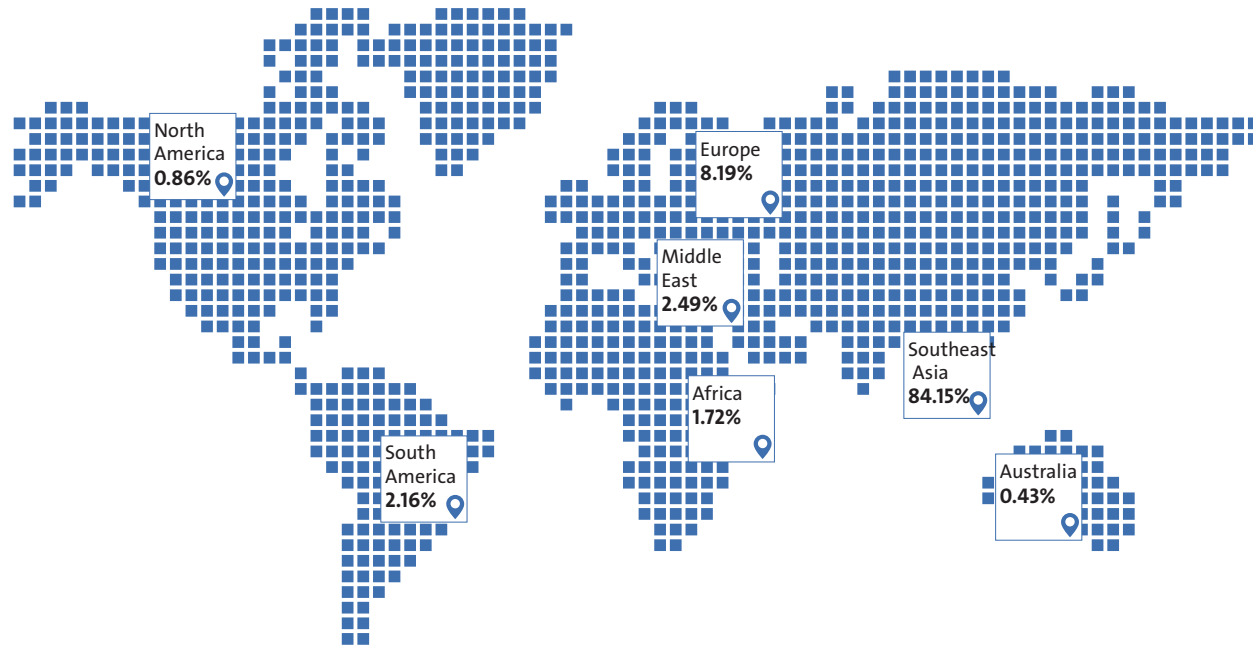 North
America
0.86%
Europe
8.19%
Middle
East
2.49%
Southeast
Asia
84.15%
Africa
1.72%
South
America
2.16%
Australia
0.43%